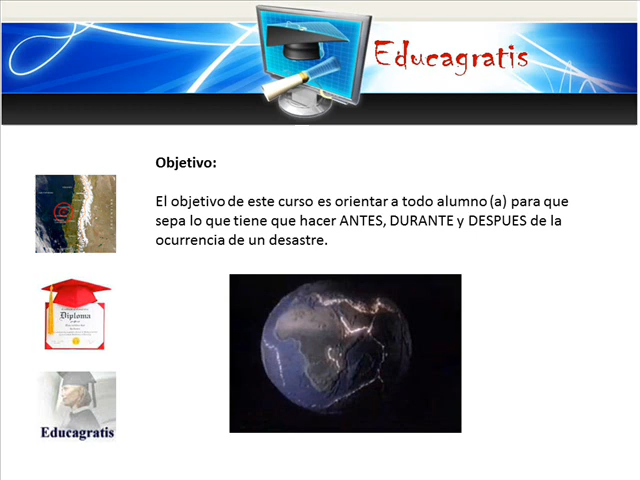 Educagratis
Objetivo:
El objetivo de este curso es orientar a todo alumno (a) para que
sepa lo que tiene que hacer ANTES, DURANTE y DESPUES de la
ocurrencia de un desastre.
Diploma
Educagratis